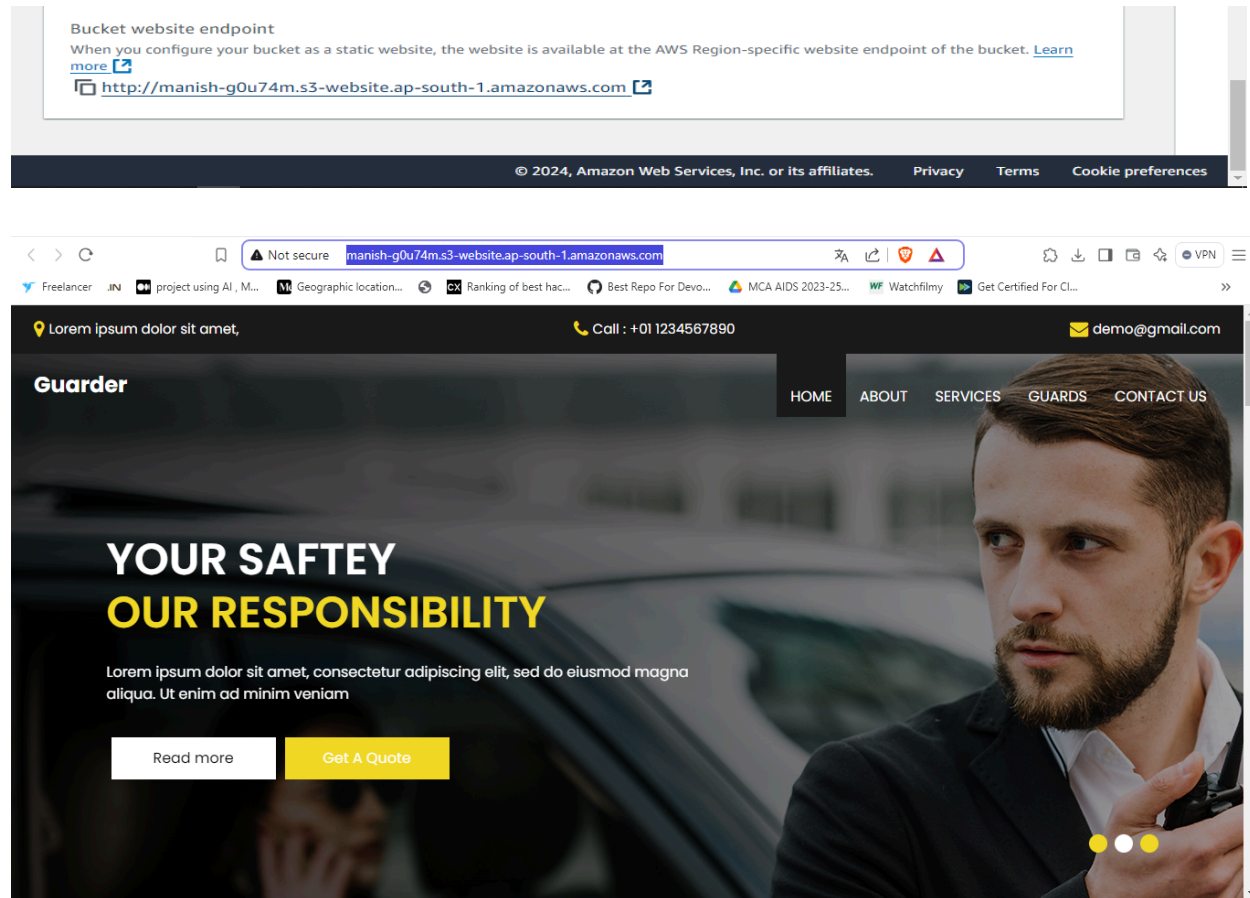 Bucket website endpoint
When you configure your bucket as a static website, the website is available at the AWS Region-specific website endpoint of the bucket. Learn
more
http://manish-g0u74m.s3-website.ap-south-1.amazonaws.com
© 2024, Amazon Web Services, Inc. or its affiliates. Privacy Terms Cookie preferences
Not secure manish-g0u74m.s3-website.ap-south-1.amazonaws.com VPN
Freelancer .IN project using AI , M... Geographic location... CX Ranking of best hac... Best Repo For Devo... MCA AIDS 2023-25... WF Watchfilmy Get Certified For Cl... »
Lorem ipsum dolor sit amet, Call : +01 1234567890 demo@gmail.com
Guarder HOME ABOUT SERVICES GUARDS CONTACT US
YOUR SAFTEY
OUR RESPONSIBILITY
Lorem ipsum dolor sit amet, consectetur adipiscing elit, sed do eiusmod magna
aliqua. Ut enim ad minim veniam
Read more Get A Quote